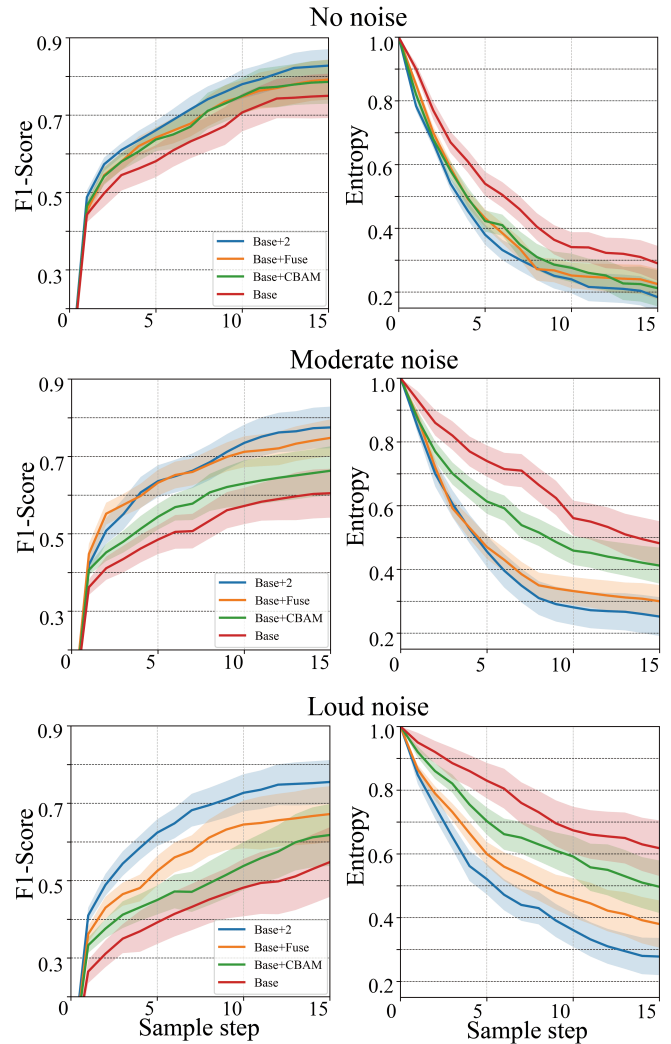 No noise
F1-Score
0.9
0.7
0.5
0.3
0
5
10
15
Base+2
Base+Fuse
Base+CBAM
Base
Entropy
1.0
0.8
0.6
0.4
0.2
0
5
10
15
Moderate noise
F1-Score
0.9
0.7
0.5
0.3
0
5
10
15
Base+2
Base+Fuse
Base+CBAM
Base
Entropy
1.0
0.8
0.6
0.4
0.2
0
5
10
15
Loud noise
F1-Score
0.9
0.7
0.5
0.3
0
5
10
15
Sample step
Base+2
Base+Fuse
Base+CBAM
Base
Entropy
1.0
0.8
0.6
0.4
0.2
0
5
10
15
Sample step